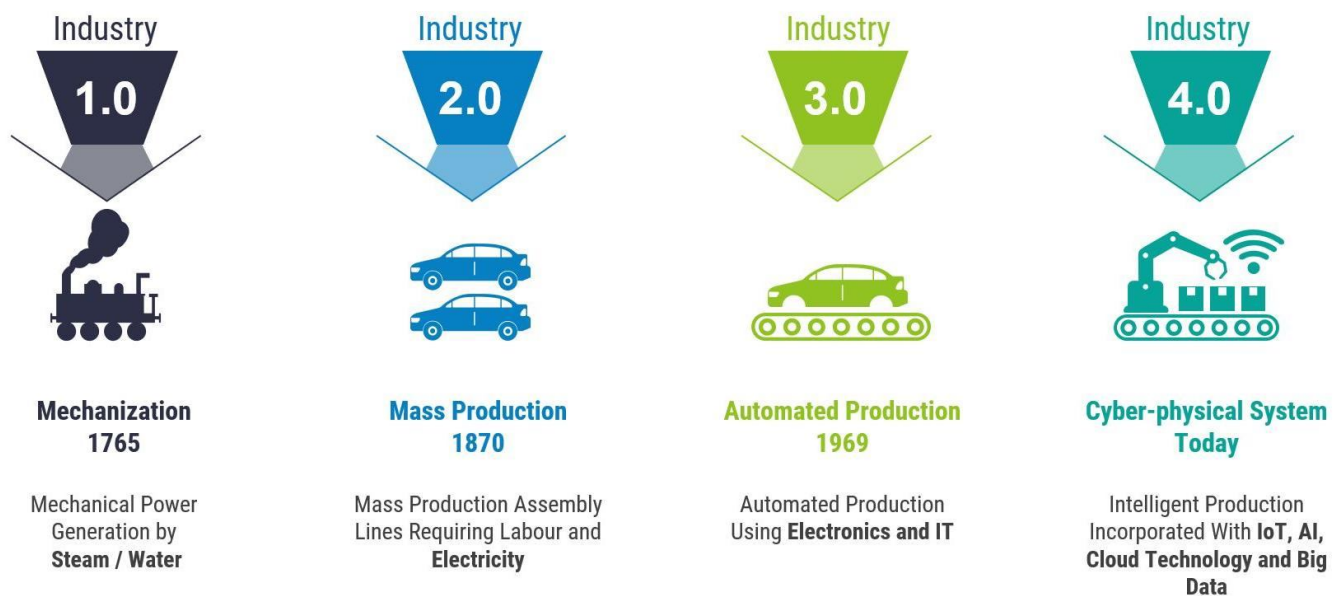 Industry
1.0
Mechanization
1765
Mechanical Power
Generation by
Steam / Water
Industry
2.0
Mass Production
1870
Mass Production Assembly
Lines Requiring Labour and
Electricity
Industry
3.0
Automated Production
1969
Automated Production
Using Electronics and IT
Industry
4.0
Cyber-physical System
Today
Intelligent Production
Incorporated With IoT, AI,
Cloud Technology and Big
Data